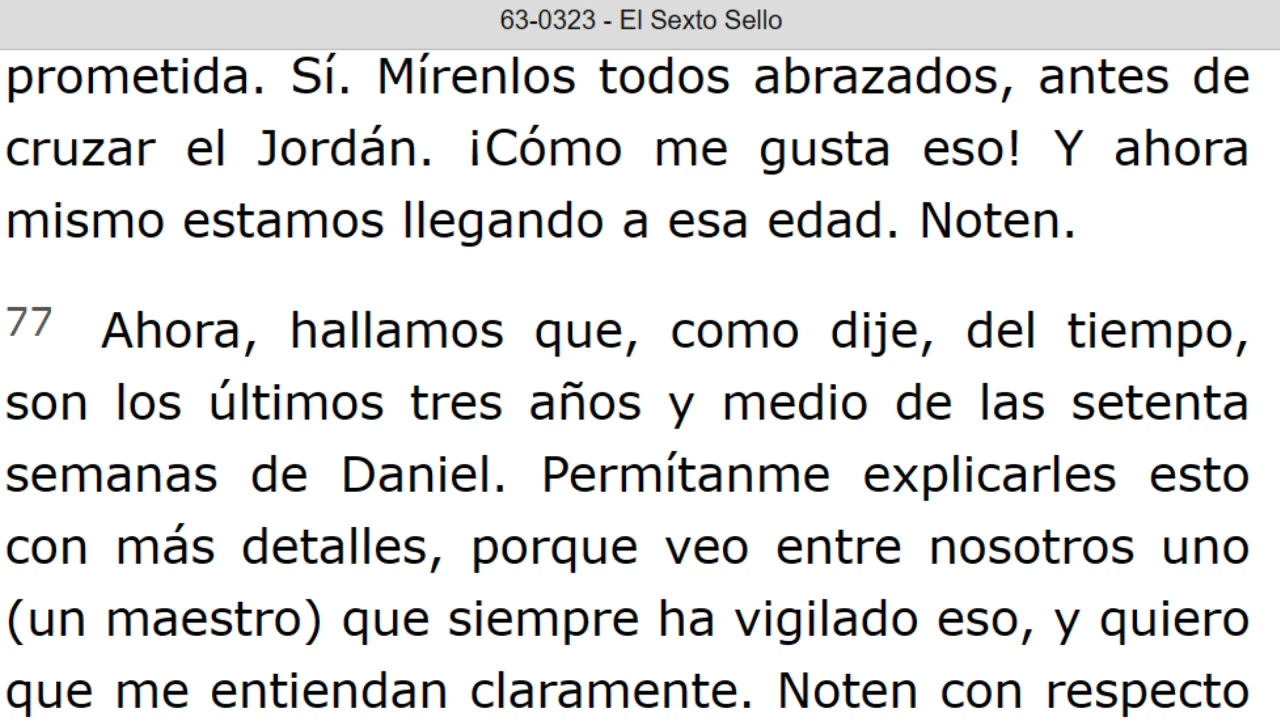 63-0323 - El Sexto Sello
prometida. Sí. Mírenlos todos abrazados, antes de
cruzar el Jordán. ¡Cómo me gusta eso! Y ahora
mismo estamos llegando a esa edad. Noten.
77 Ahora, hallamos que, como dije, del tiempo,
son los últimos tres años y medio de las setenta
semanas de Daniel. Permítanme explicarles esto
con más detalles, porque veo entre nosotros uno
(un maestro) que siempre ha vigilado eso, y quiero
que me entiendan claramente. Noten con respecto